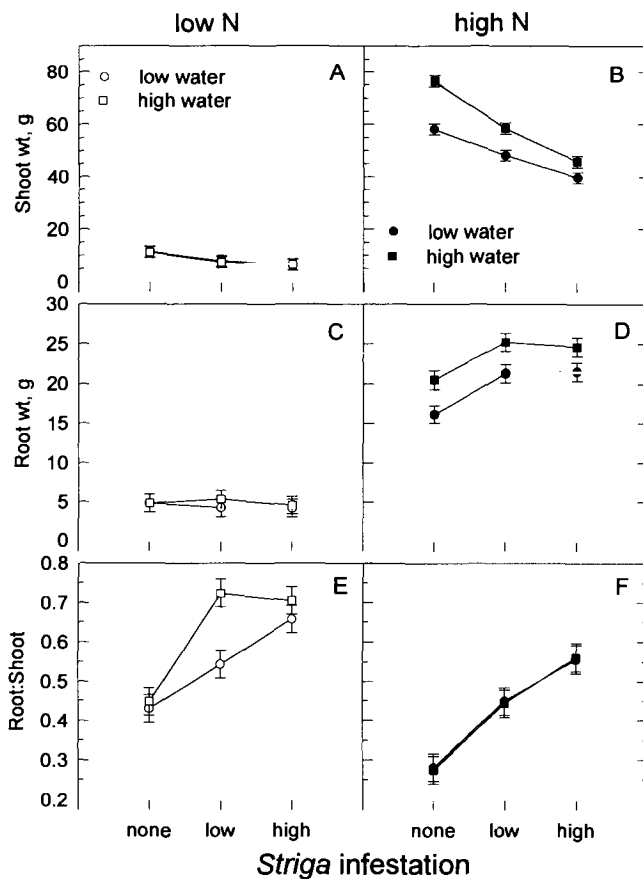 low N
high N
A
low water
high water
B
low water
high water
Shoot wt, g
80
60
40
20
0
C
D
Root wt, g
30
25
20
15
10
5
0
E
F
Root:Shoot
0.8
0.7
0.6
0.5
0.4
0.3
0.2
none low high
none low high
Striga infestation